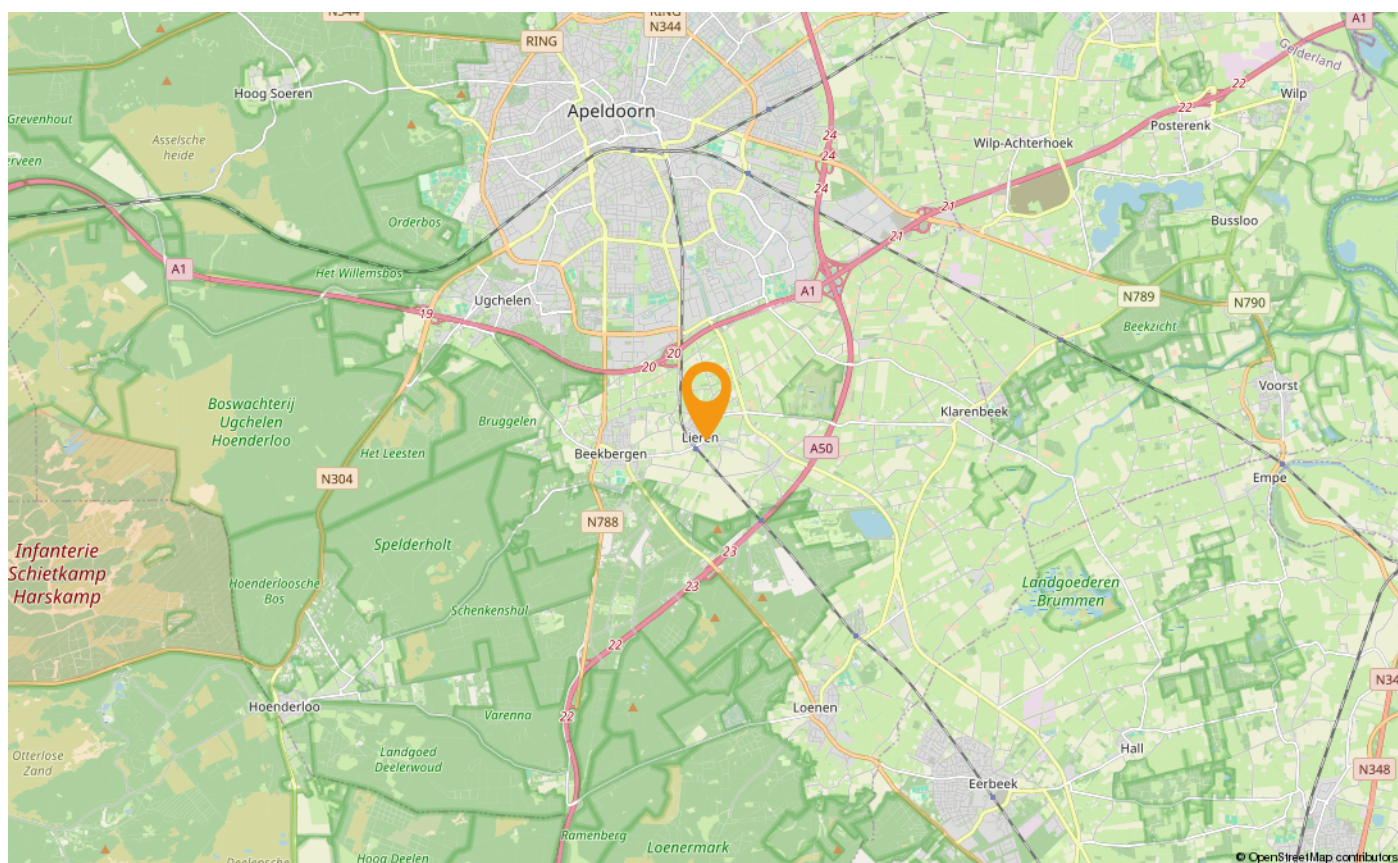 N344
RING
N344
RING
A1
Gelderland
22
Hoog Soeren
Wilp
Grevenhout
Apeldoorn
22
Posterenk
Asselsche
heide
24
Wilp-Achterhoek
erveen
24
24
21
Orderbos
Bussloo
21
A1
Het Willemsbos
Ugchelen
A1
N789
N790
19
Beekzicht
20
20
Voorst
Boswachterij
Ugchelen
Hoenderloo
Bruggelen
Klarenbeek
Lieren
A50
Het Leesten
Beekbergen
N304
Empe
N788
Infanterie
Schietkamp
Harskamp
Spelderholt
23
Hoenderloosche
Bos
23
Landgoederen
Brummen
Schenkenshul
22
N34
Hoenderloo
Varenna
22
Loenen
Otterlose
Zand
Landgoed
Deelerwoud
Hall
N348
Eerbeek
Ramenberg
Loenermark
Deelensche
Hoog Deelen
© OpenStreetMap contributors